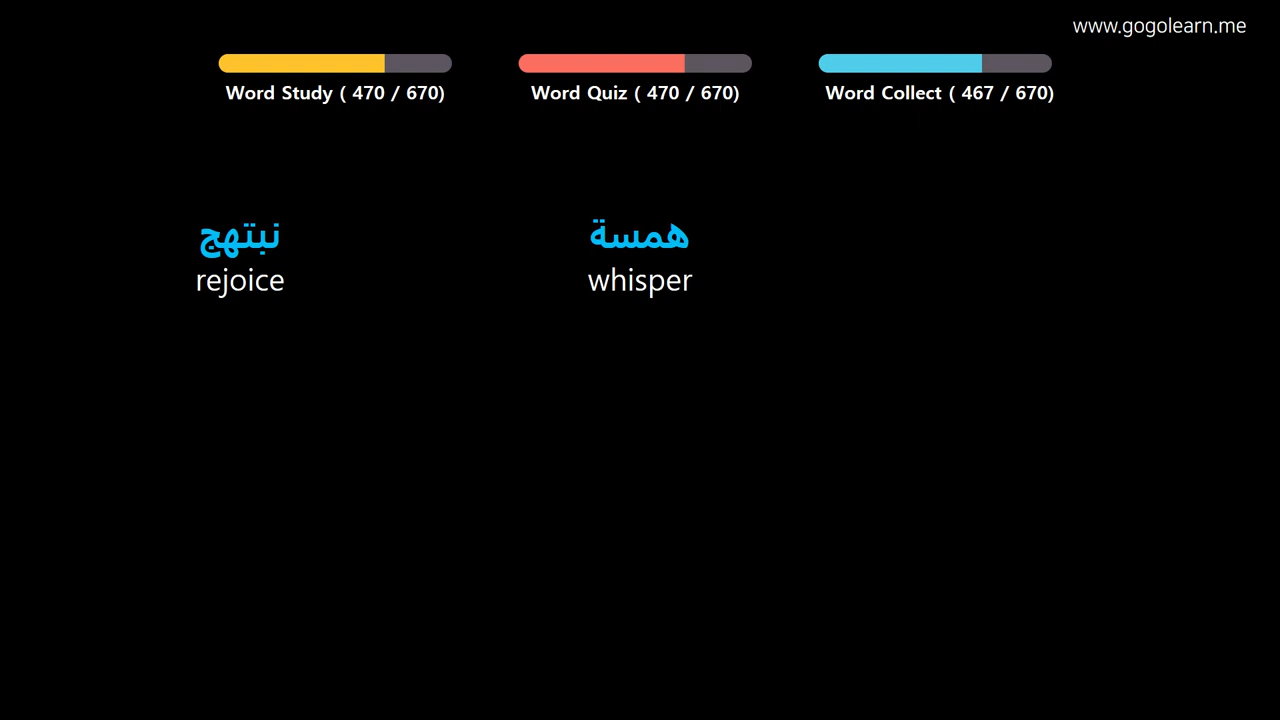 www.gogolearn.me
Word Study ( 470 / 670)
Word Quiz ( 470 / 670)
Word Collect ( 467 / 670)
نبتهج
rejoice
همسة
whisper